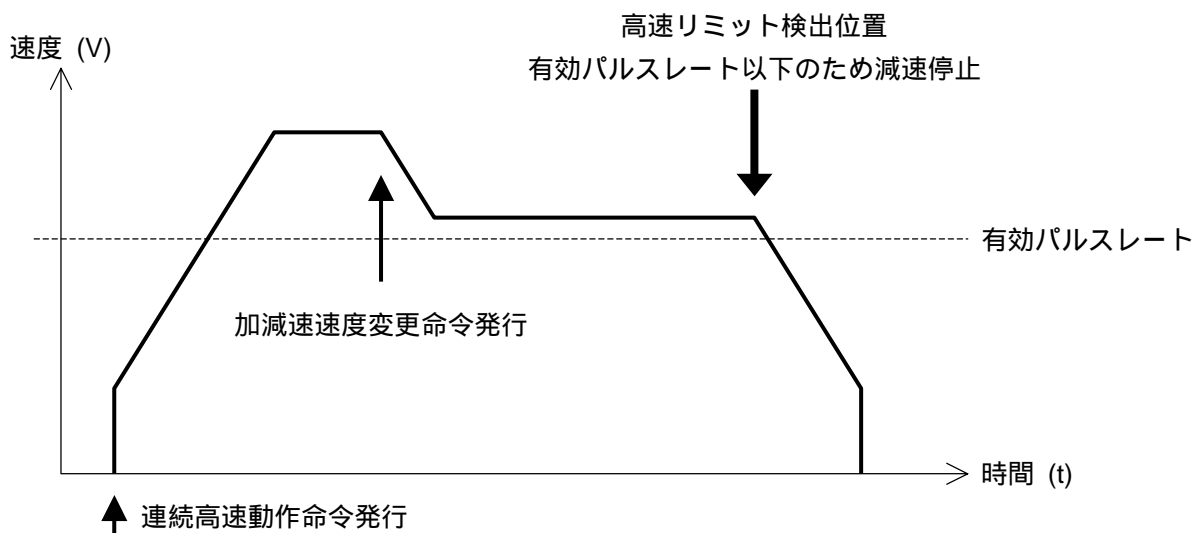 高速リミット検出位置
速度 (V)
有効パルスレート以下のため減速停止
有効パルスレート
加減速速度変更命令発行
時間 (t)
連続高速動作命令発行